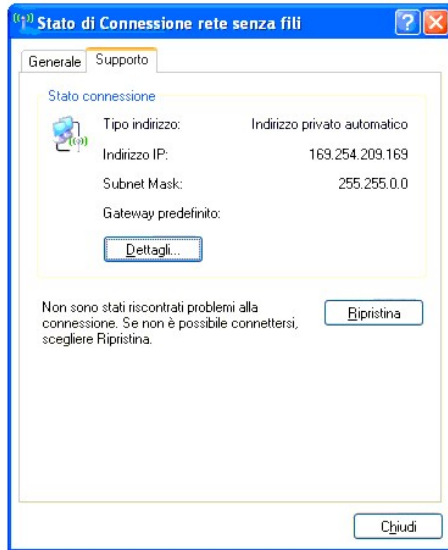 Stato di Connessione rete senza fili
Generale
Supporto
Stato connessione
Tipo indirizzo: Indirizzo privato automatico
Indirizzo IP: 169.254.209.169
Subnet Mask: 255.255.0.0
Gateway predefinito:
Dettagli...
Non sono stati riscontrati problemi alla
connessione. Se non è possibile connettersi,
scegliere Ripristina.
Ripristina
Chiudi